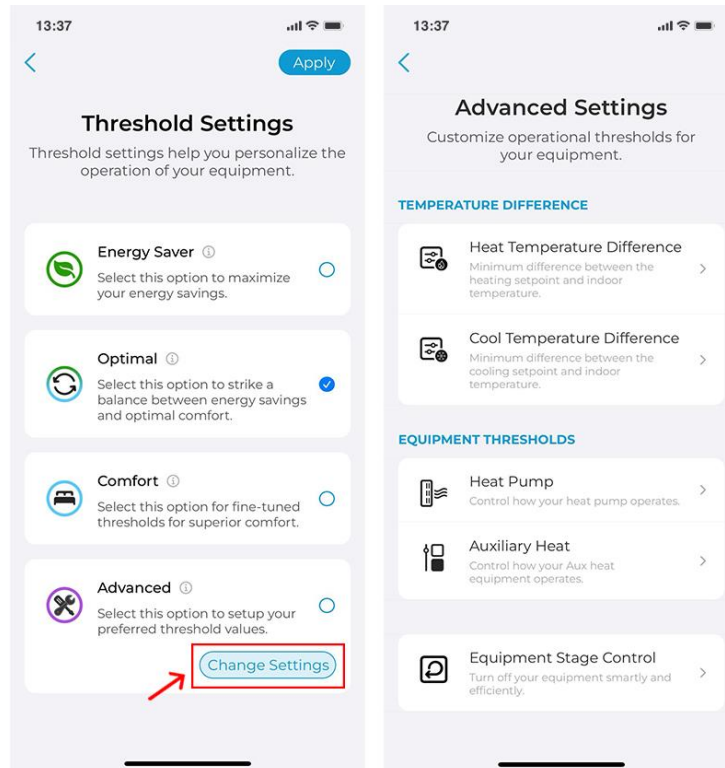 13:37
Apply
Threshold Settings
Threshold settings help you personalize the
operation of your equipment.
Energy Saver
Select this option to maximize
your energy savings.
Optimal
Select this option to strike a
balance between energy savings
and optimal comfort.
Comfort
Select this option for fine-tuned
thresholds for superior comfort.
Advanced
Select this option to setup your
preferred threshold values.
Change Settings
13:37
Advanced Settings
Customize operational thresholds for
your equipment.
TEMPERATURE DIFFERENCE
Heat Temperature Difference
Minimum difference between the
heating setpoint and indoor
temperature.
Cool Temperature Difference
Minimum difference between the
cooling setpoint and indoor
temperature.
EQUIPMENT THRESHOLDS
Heat Pump
Control how your heat pump operates.
Auxiliary Heat
Control how your Aux heat
equipment operates.
Equipment Stage Control
Turn off your equipment smartly and
efficiently.